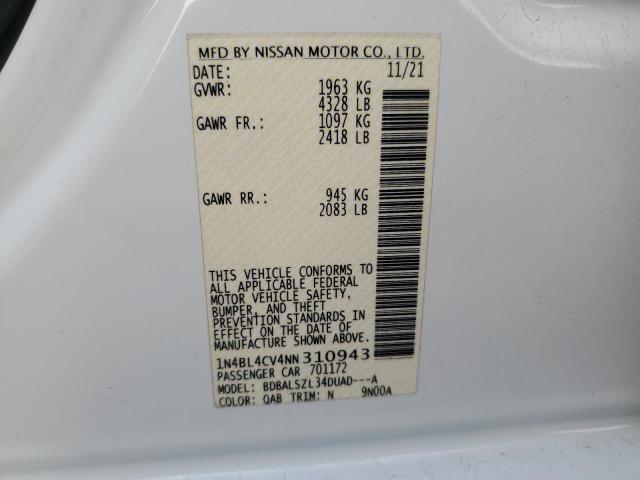 MFD BY NISSAN MOTOR CO., LTD.
DATE: 11/21
GVWR: 1963 KG
4328 LB
GAWR FR.: 1097 KG
2418 LB
GAWR RR.: 945 KG
2083 LB
THIS VEHICLE CONFORMS TO
ALL APPLICABLE FEDERAL
MOTOR VEHICLE SAFETY,
BUMPER, AND THEFT
PREVENTION STANDARDS IN
EFFECT ON THE DATE OF
MANUFACTURE SHOWN ABOVE.
1N4BL4CV4NN310943
PASSENGER CAR 701172
MODEL: BDBALSZL34DUAD---A
COLOR: QAB TRIM: N 9N00A